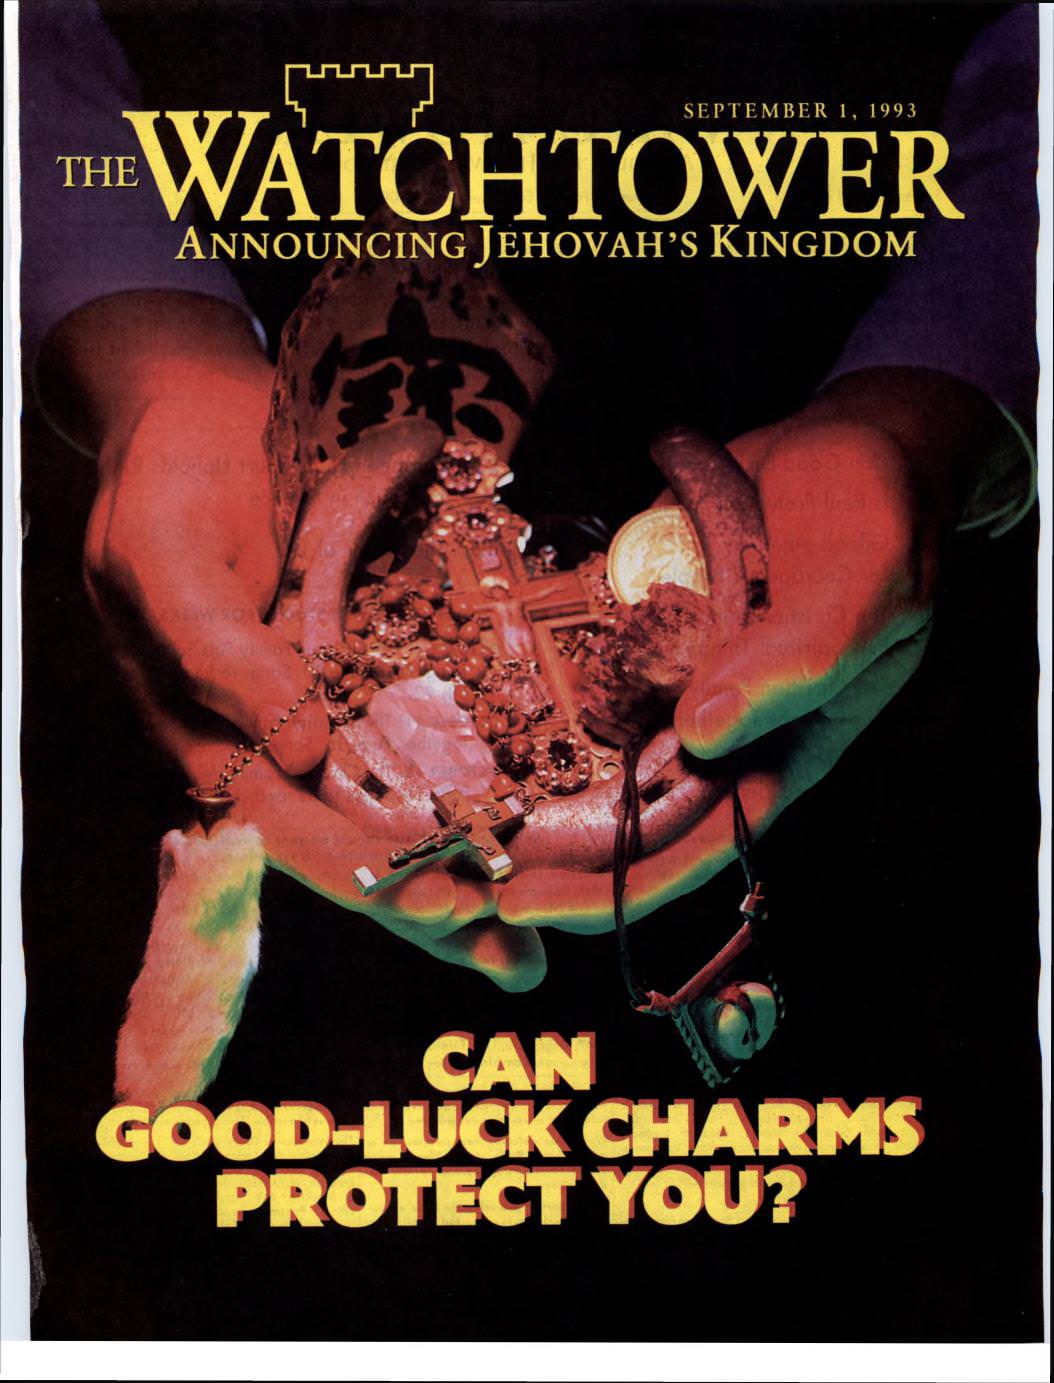 SEPTEMBER 1, 1993
THE WATCHTOWER
ANNOUNCING JEHOVAH'S KINGDOM
CAN
GOOD-LUCK CHARMS
PROTECT YOU?